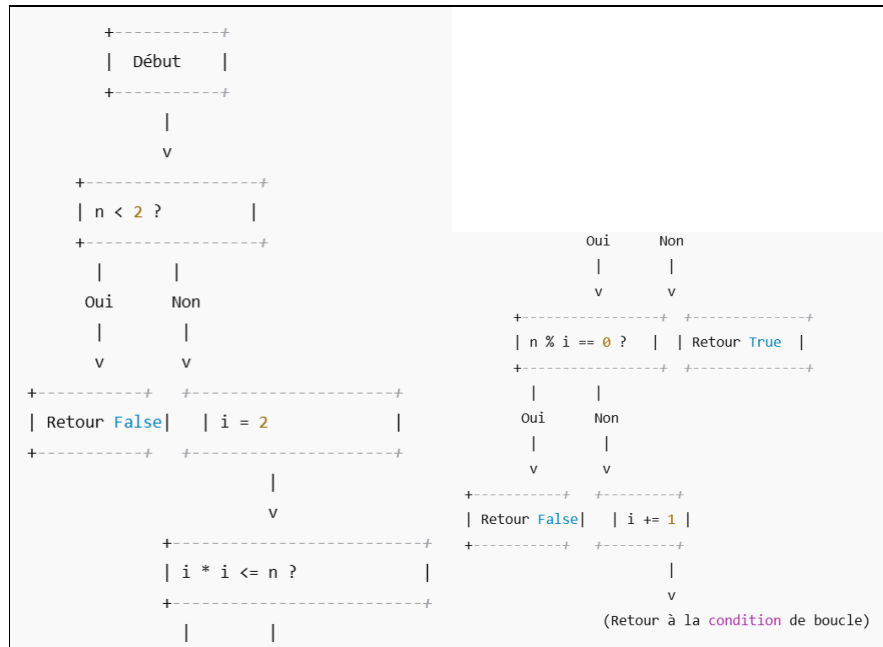 +-----------+
| Début |
+-----------+
|
v
+------------------+
| n < 2 ? |
+------------------+
| |
Oui Non
| |
v v
+-----------+ +---------------------+
| Retour False| | i = 2 |
+-----------+ +---------------------+
|
v
+-------------------------+
| i * i <= n ? |
+-------------------------+
| |
Oui Non
| |
v v
+--------------+ +------------+
| n % i == 0 ? | | Retour True |
+--------------+ +------------+
| |
Oui Non
| |
v v
+-----------+ +---------+
| Retour False| | i += 1 |
+-----------+ +---------+
|
v
(Retour à la condition de boucle)